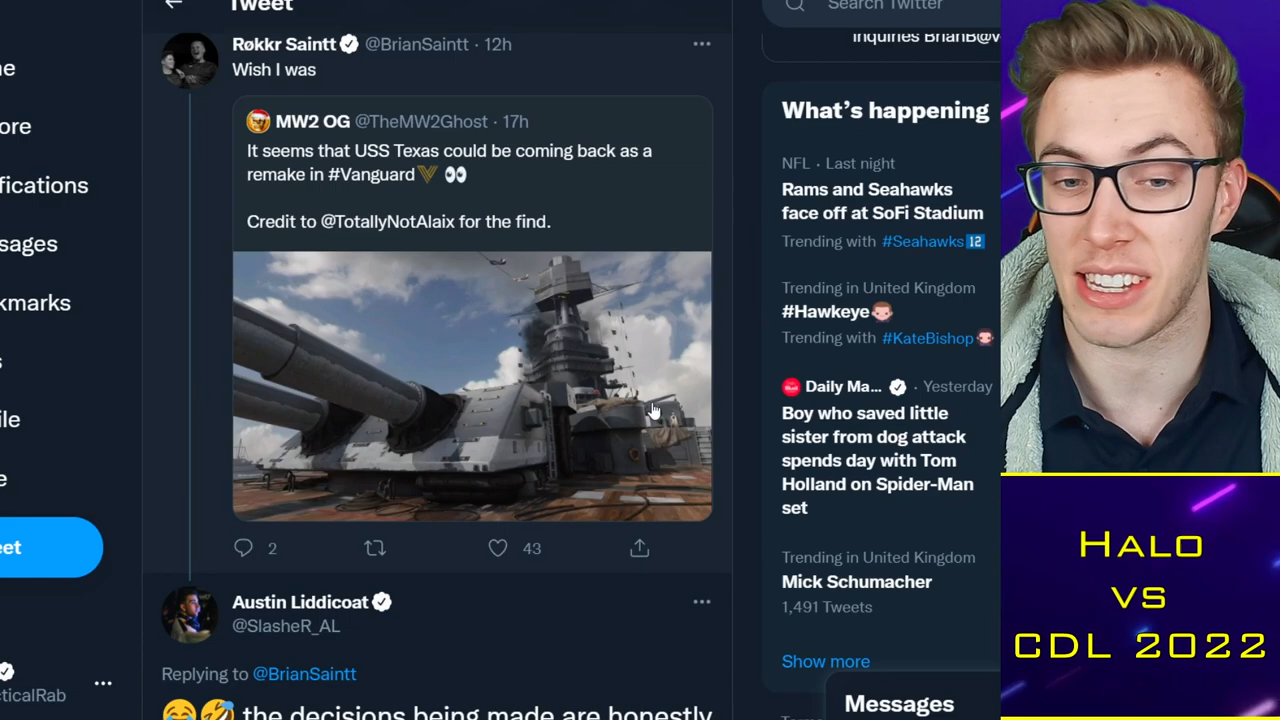 Tweet
Search Twitter
Røkkr Saintt @BrianSaintt · 12h
Wish I was
MW2 OG @TheMW2Ghost · 17h
It seems that USS Texas could be coming back as a
remake in #Vanguard 👀
Credit to @TotallyNotAlaix for the find.
2
43
Austin Liddicoat
@SlasheR_AL
Replying to @BrianSaintt
😂🤣 the decisions being made are honestly
ne
ore
fications
sages
kmarks
s
ile
e
eet
cticalRab
Inquiries BrianB@v
What's happening
NFL · Last night
Rams and Seahawks
face off at SoFi Stadium
Trending with #Seahawks 12
Trending in United Kingdom
#Hawkeye
Trending with #KateBishop
Daily Ma... · Yesterday
Boy who saved little
sister from dog attack
spends day with Tom
Holland on Spider-Man
set
Trending in United Kingdom
Mick Schumacher
1,491 Tweets
Show more
Messages
HALO
VS
CDL 2022